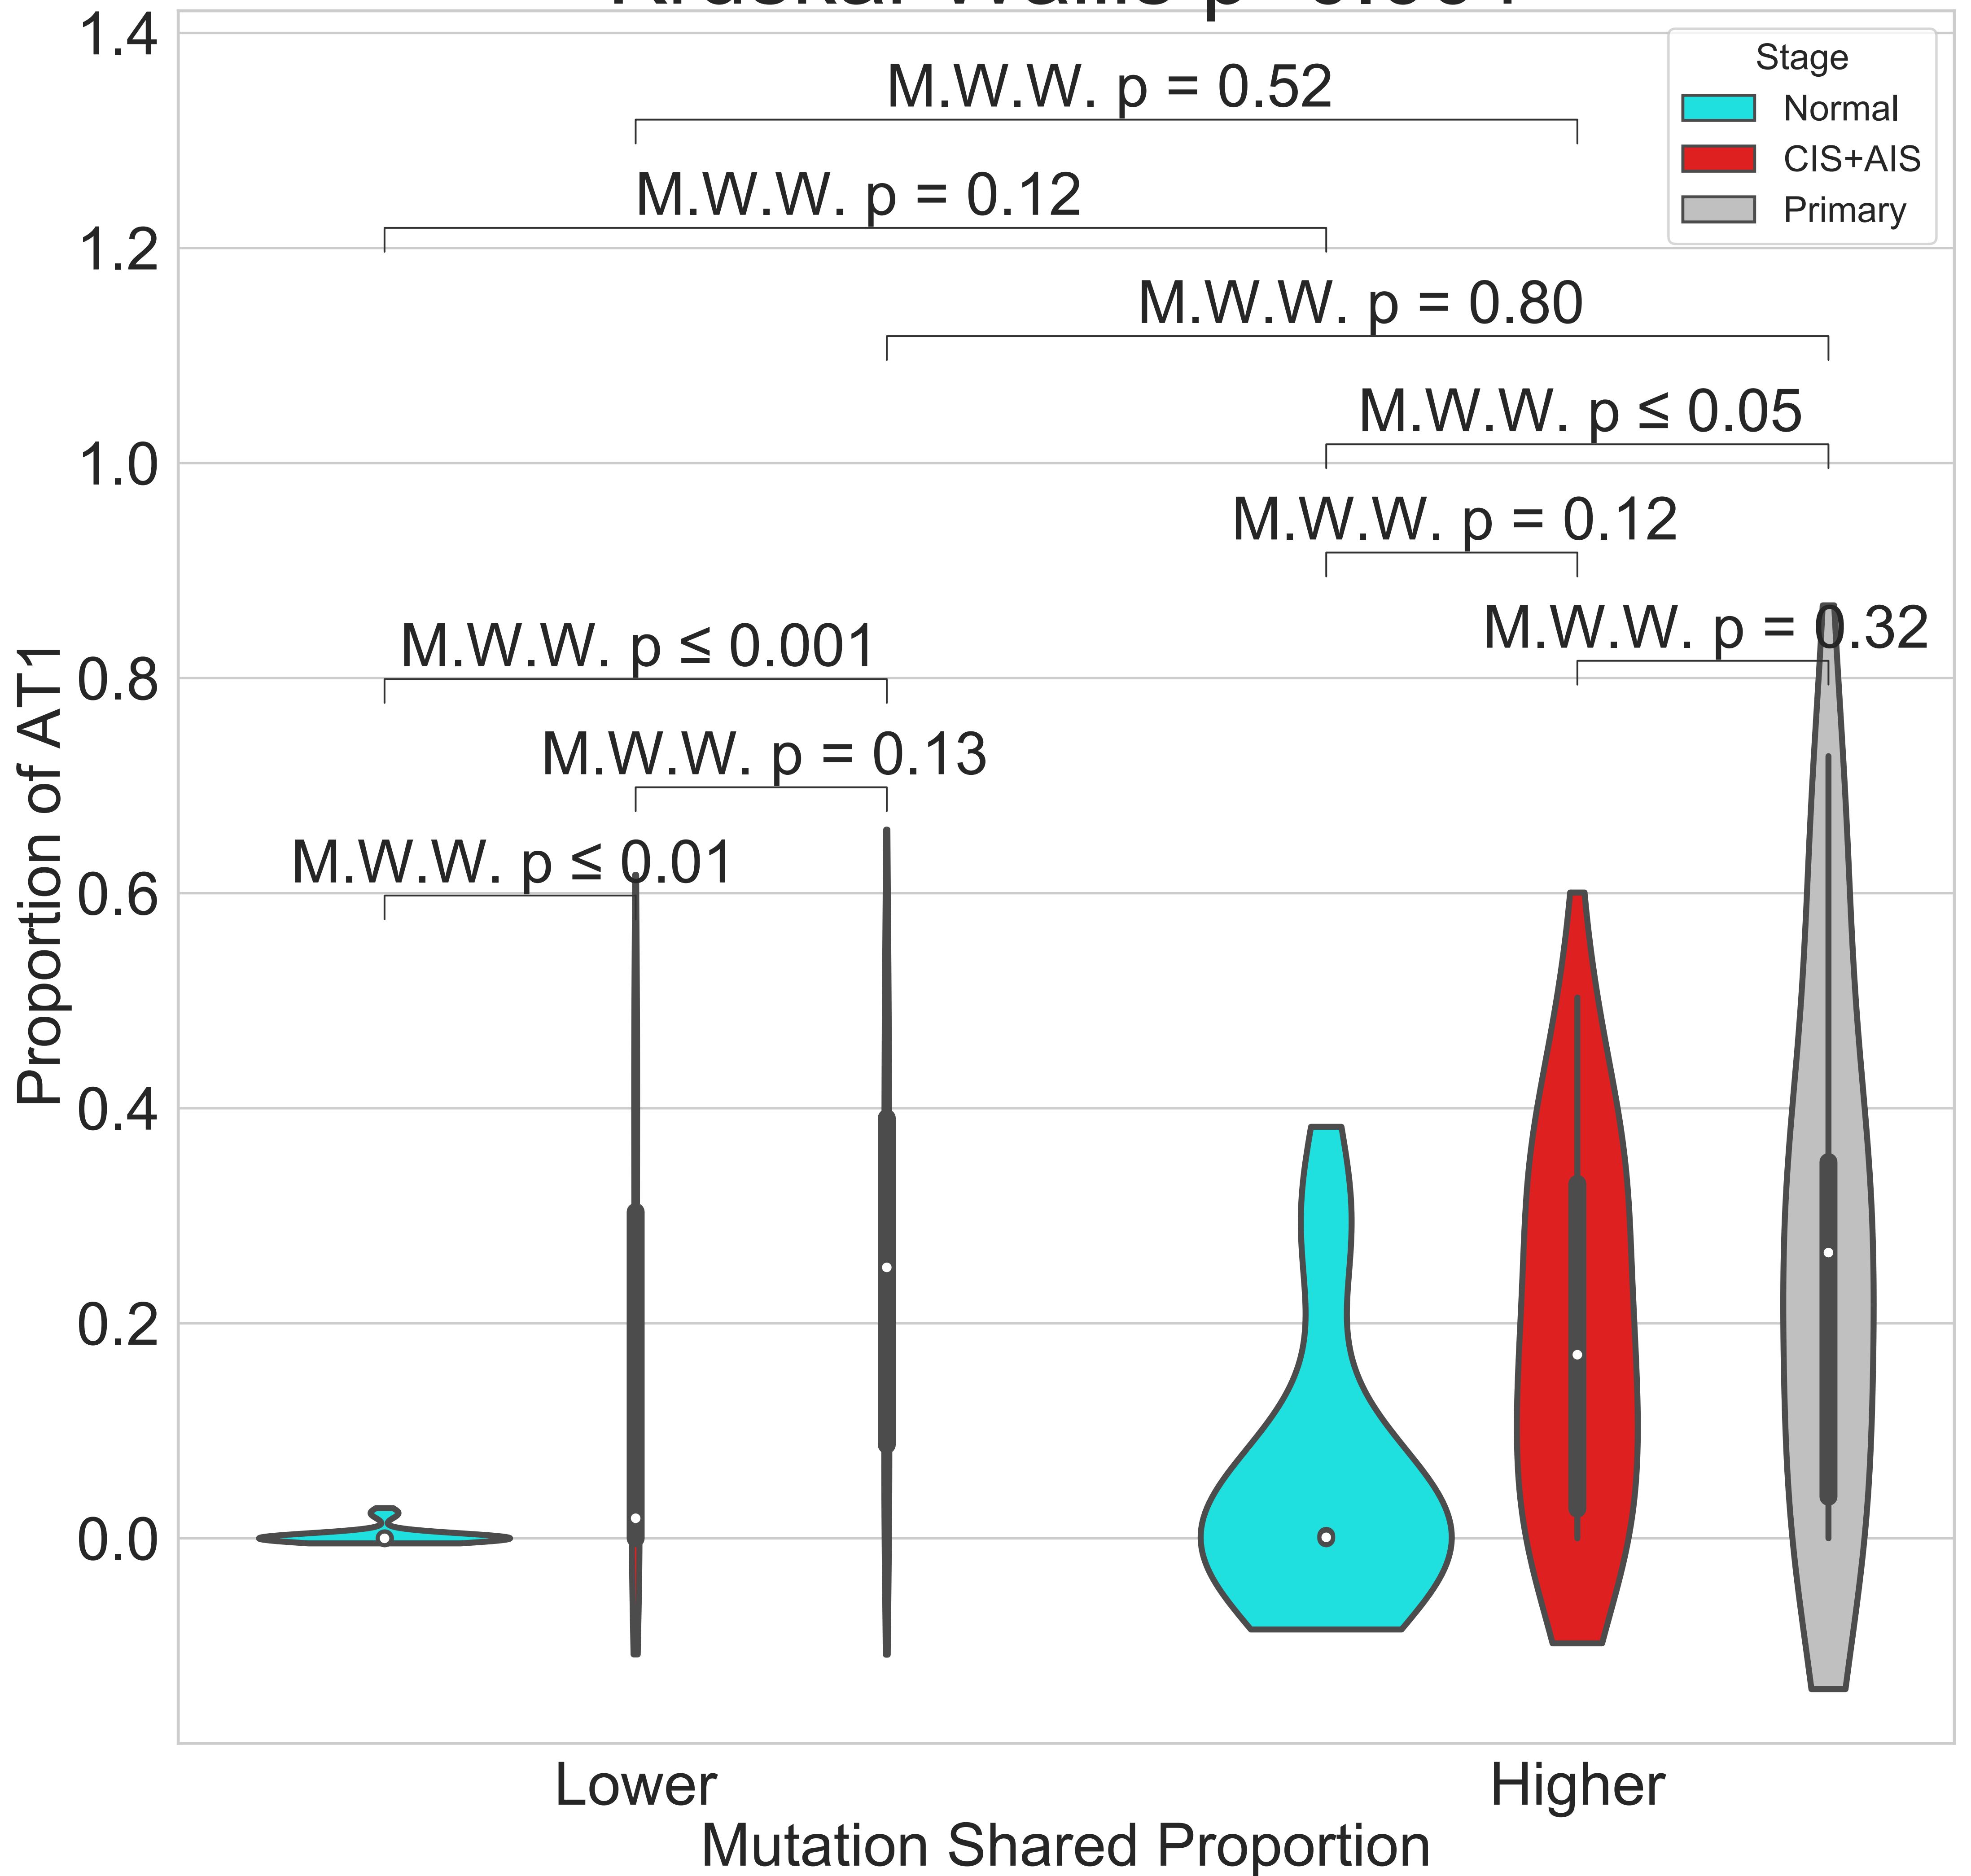 1.4
1.2
1.0
0.8
0.6
0.4
0.2
0.0
Proportion of AT1
M.W.W. p = 0.52
M.W.W. p = 0.12
M.W.W. p = 0.80
M.W.W. p ≤ 0.05
M.W.W. p = 0.12
M.W.W. p = 0.32
M.W.W. p ≤ 0.001
M.W.W. p = 0.13
M.W.W. p ≤ 0.01
Stage
Normal
CIS+AIS
Primary
Lower
Higher
Mutation Shared Proportion